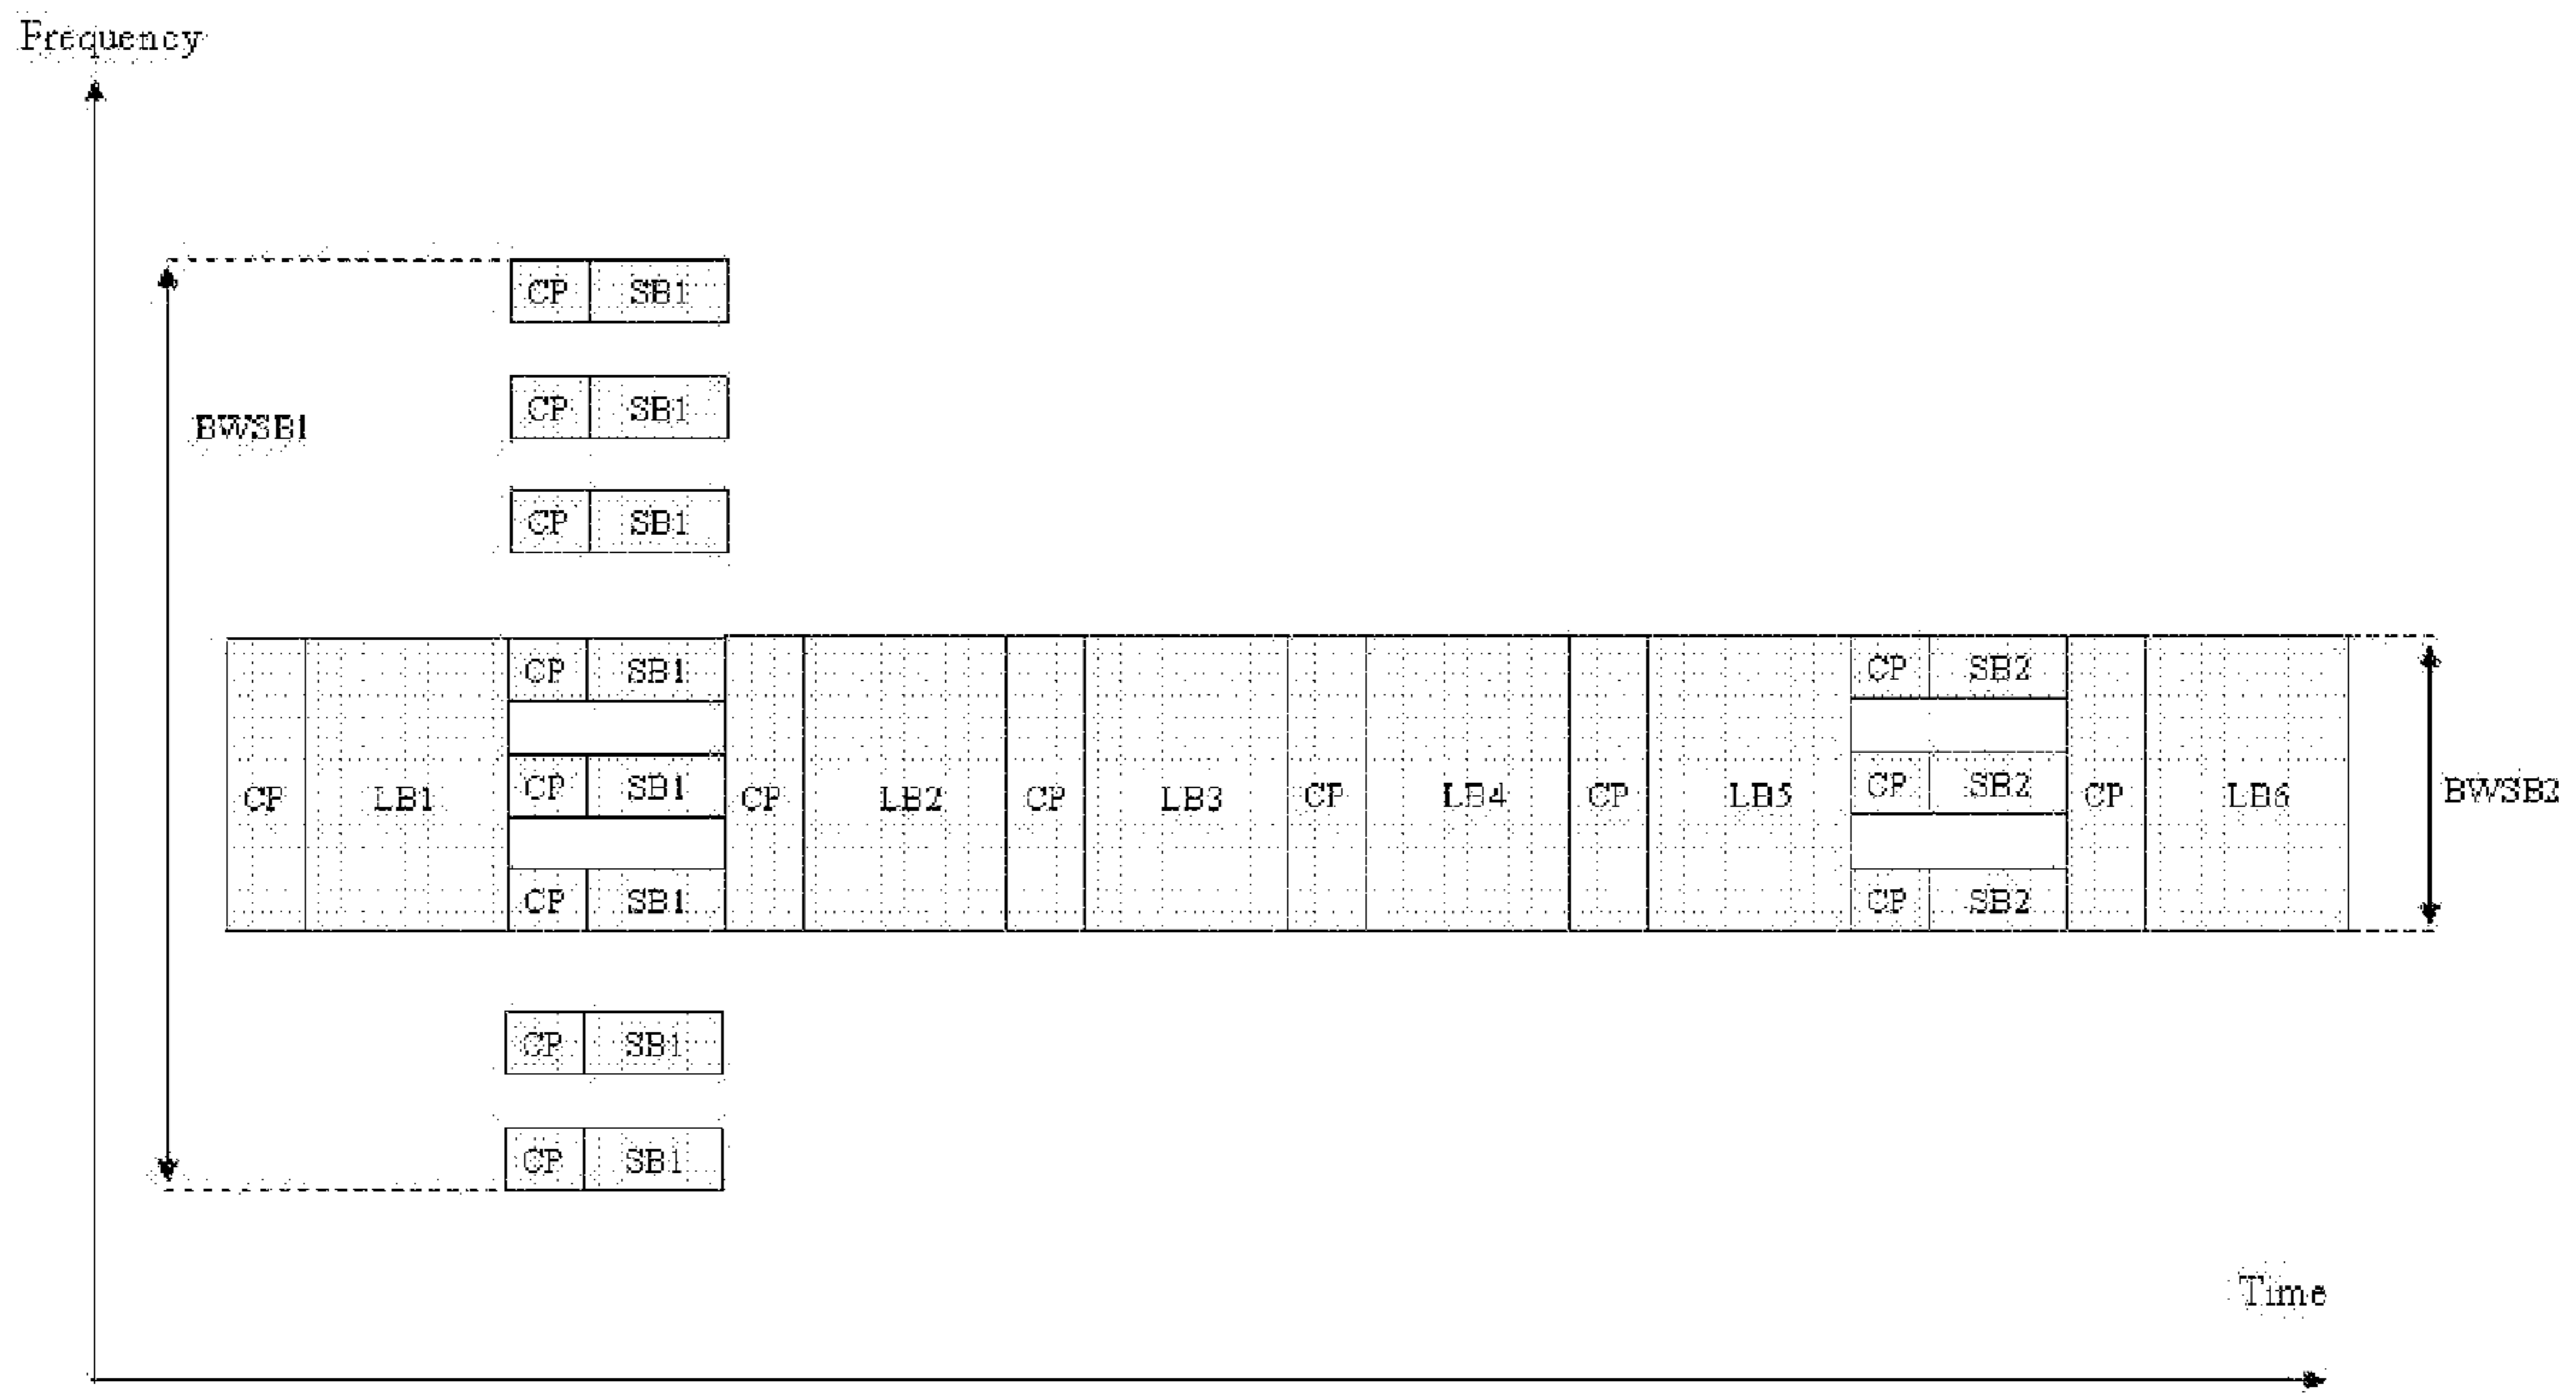 Frequency
CP SB1
CP SB1
BWSB1
CP SB1
CP SB1 CP SB2
CP SB1 CP SB2
CP LB1 CP LB2 CP LB3 CP LB4 CP LB5 CP LB6 BWSB2
CP SB1 CP SB2
CP SB1
CP SB1
Time